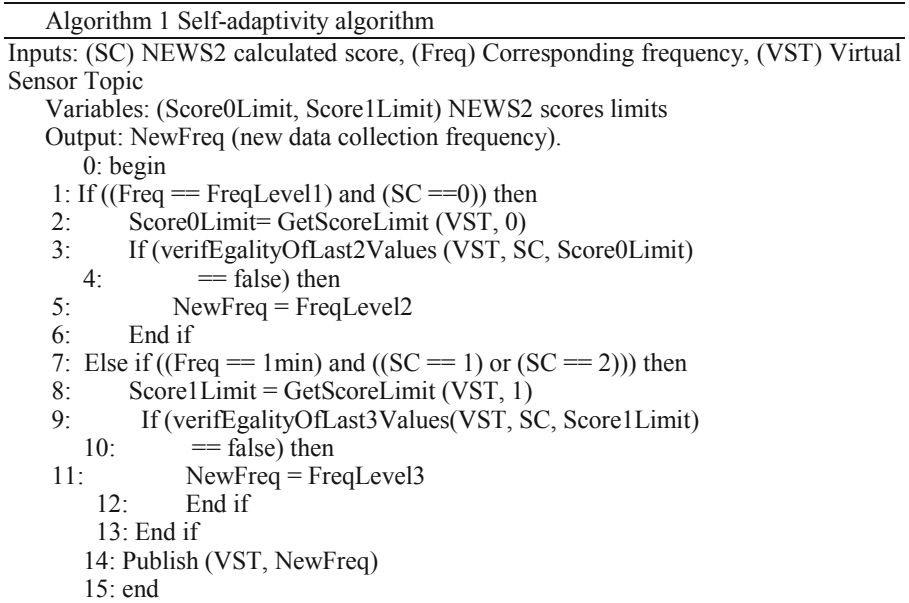 Algorithm 1 Self-adaptivity algorithm
Inputs: (SC) NEWS2 calculated score, (Freq) Corresponding frequency, (VST) Virtual
Sensor Topic
Variables: (Score0Limit, Score1Limit) NEWS2 scores limits
Output: NewFreq (new data collection frequency).
0: begin
1: If ((Freq == FreqLevel1) and (SC ==0)) then
2: Score0Limit= GetScoreLimit (VST, 0)
3: If (verifEgalityOfLast2Values (VST, SC, Score0Limit)
4: == false) then
5: NewFreq = FreqLevel2
6: End if
7: Else if ((Freq == 1min) and ((SC == 1) or (SC == 2))) then
8: Score1Limit = GetScoreLimit (VST, 1)
9: If (verifEgalityOfLast3Values(VST, SC, Score1Limit)
10: == false) then
11: NewFreq = FreqLevel3
12: End if
13: End if
14: Publish (VST, NewFreq)
15: end